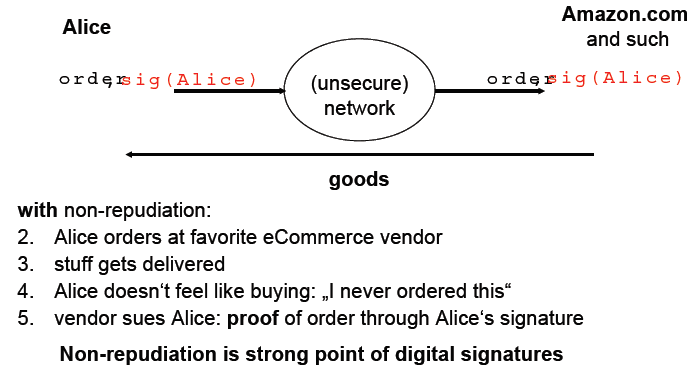 Alice
Amazon.com
and such
order, sig(Alice)
(unsecure)
network
order, sig(Alice)
goods
with non-repudiation:
2. Alice orders at favorite eCommerce vendor
3. stuff gets delivered
4. Alice doesn‘t feel like buying: „I never ordered this“
5. vendor sues Alice: proof of order through Alice‘s signature
Non-repudiation is strong point of digital signatures